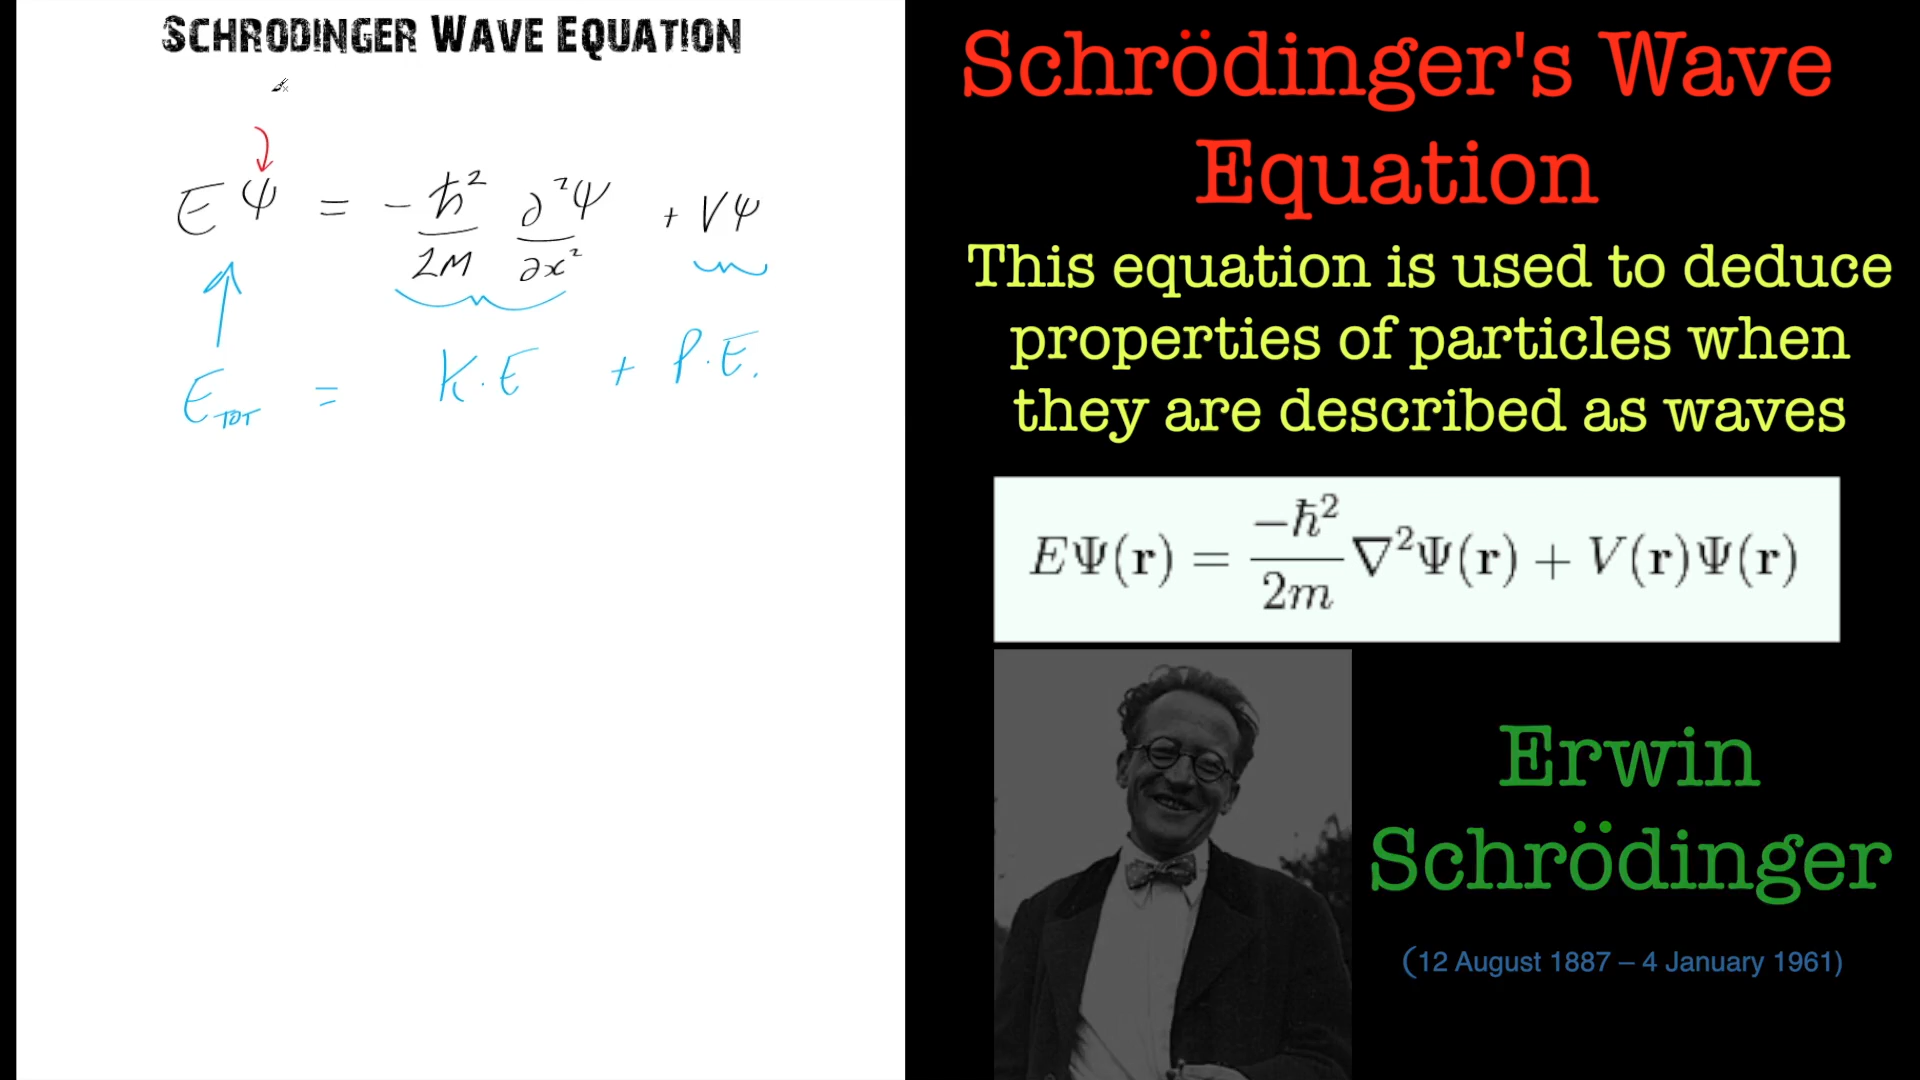 SCHRODINGER WAVE EQUATION
EΨ = -ℏ²/2M ∂²Ψ/∂x² + VΨ
E_TOT = K.E + P.E.
Schrödinger's Wave
Equation
This equation is used to deduce
properties of particles when
they are described as waves
EΨ(r) = -ℏ²/2m ∇²Ψ(r) + V(r)Ψ(r)
Erwin
Schrödinger
(12 August 1887 – 4 January 1961)